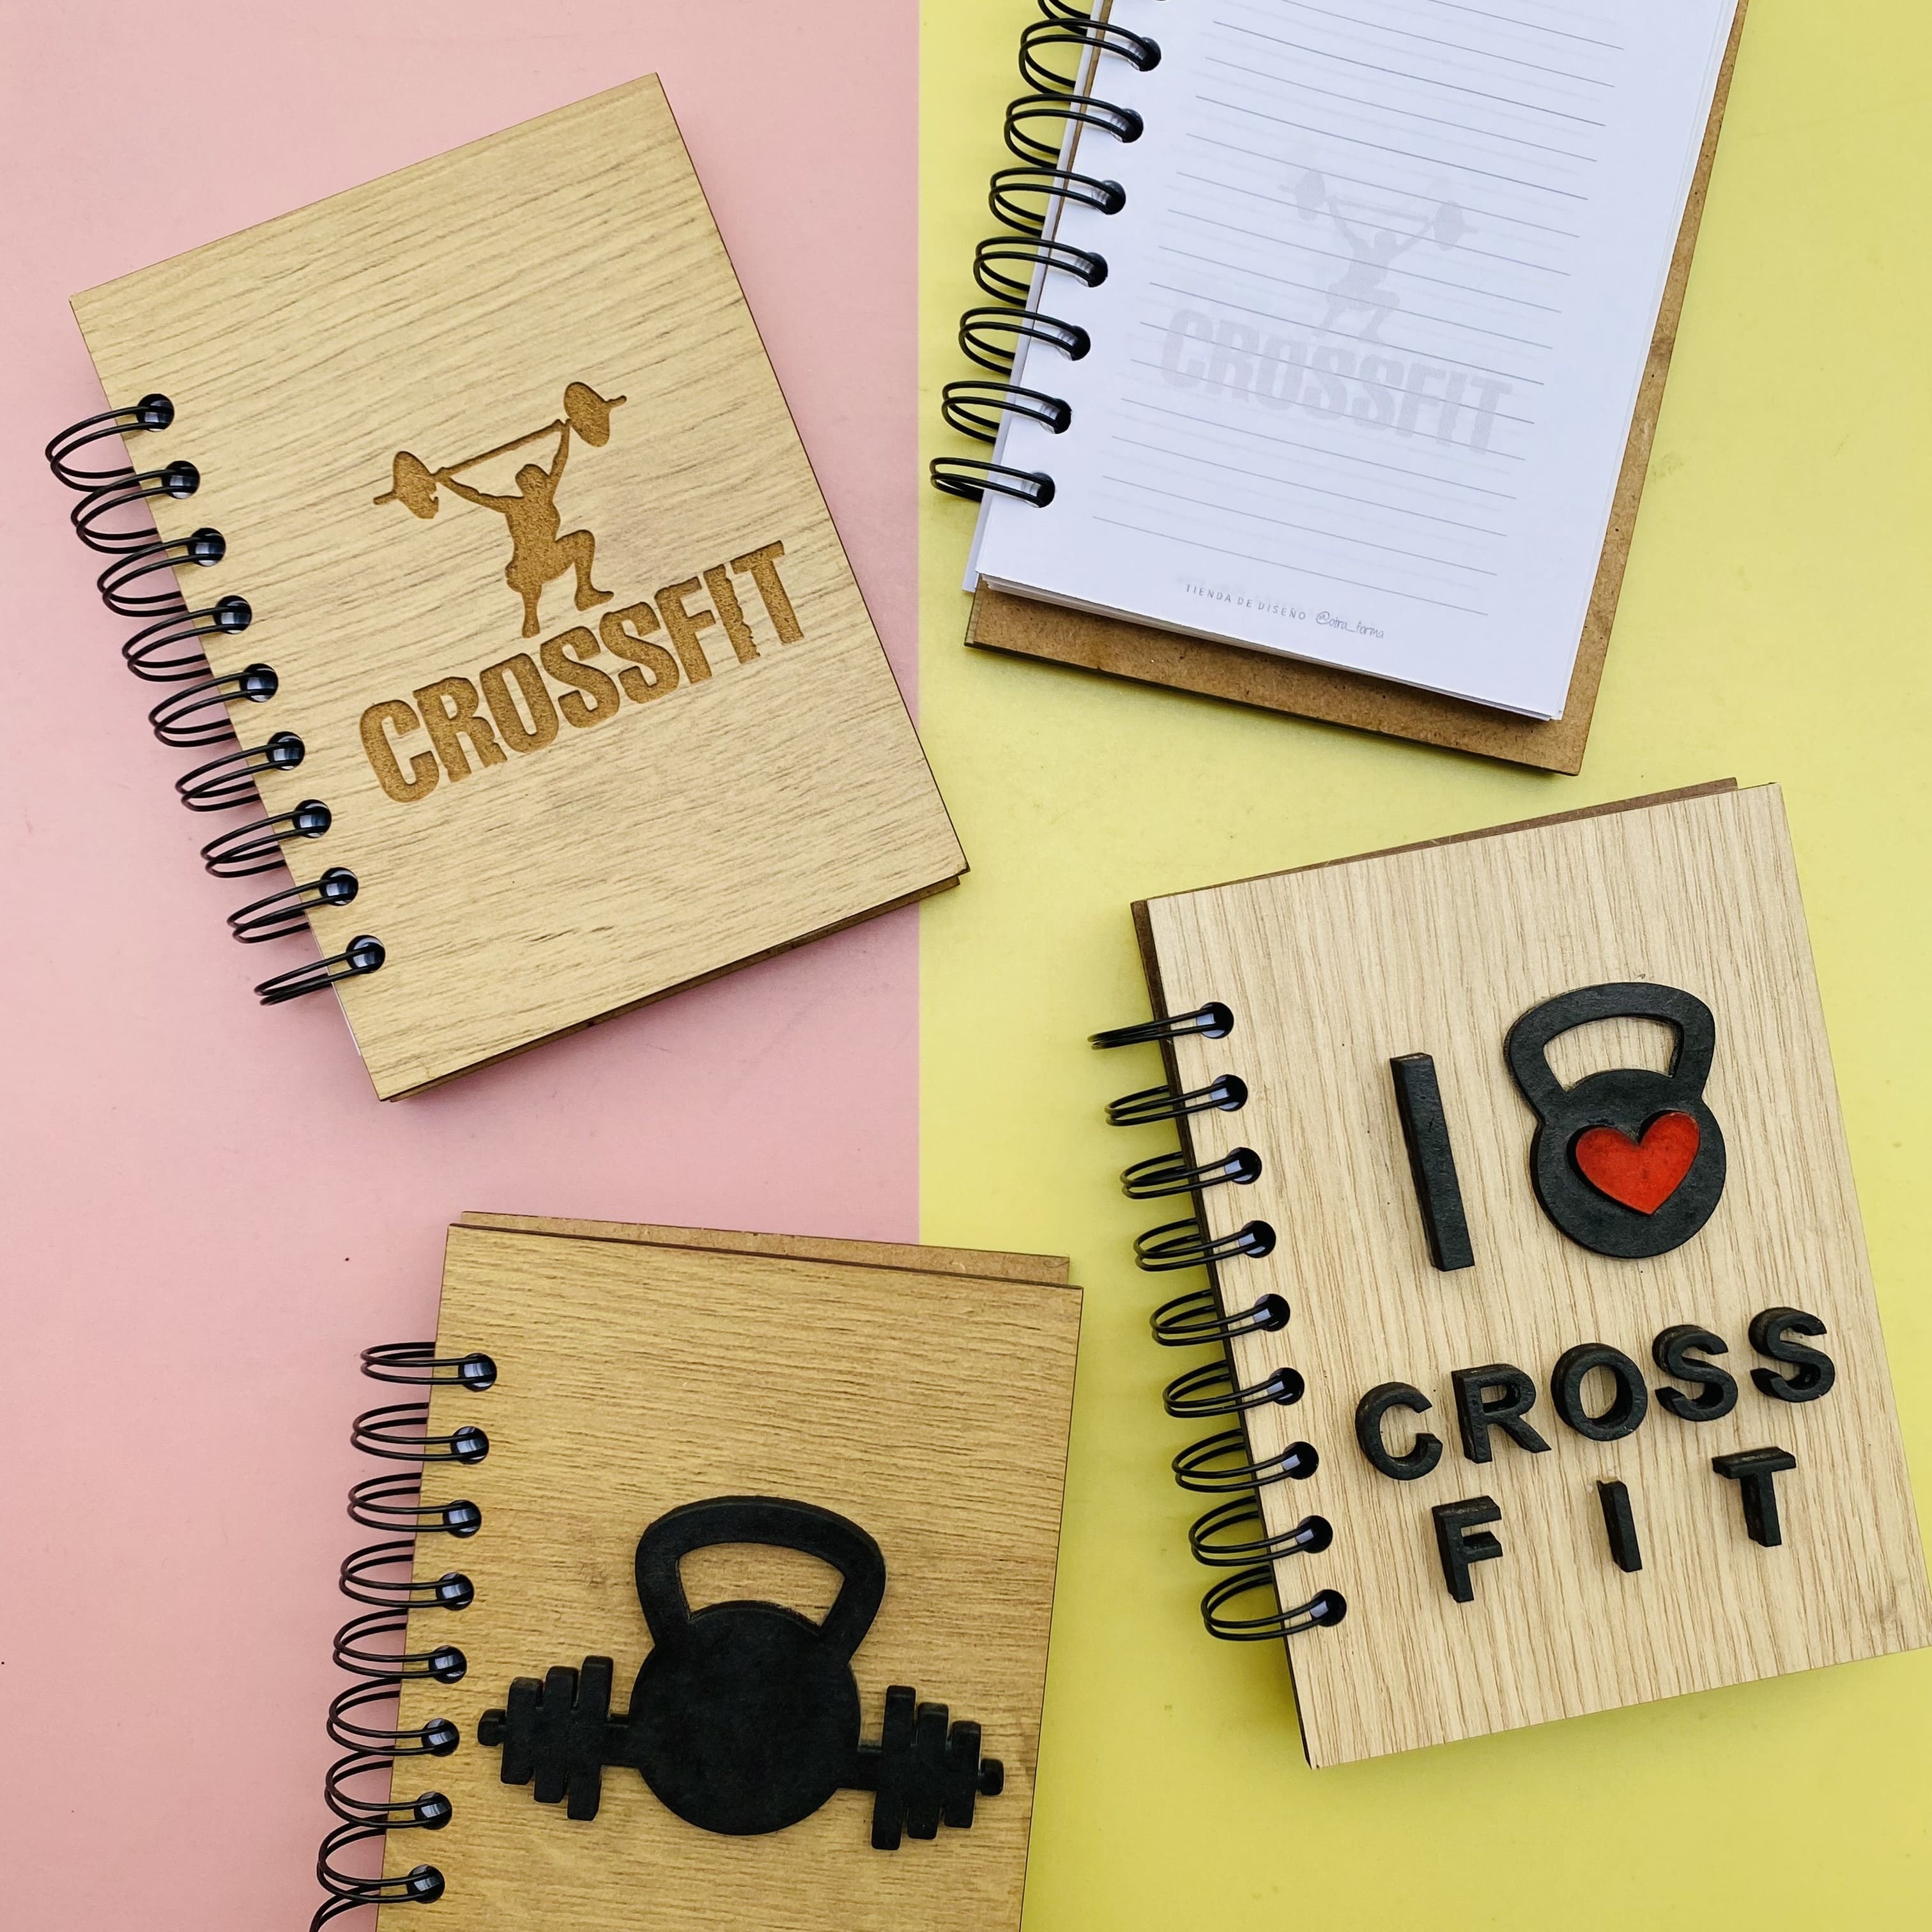 CROSSFIT
CROSSFIT
TIENDA DE DISEÑO @otra_forma
I
CROSS
FIT